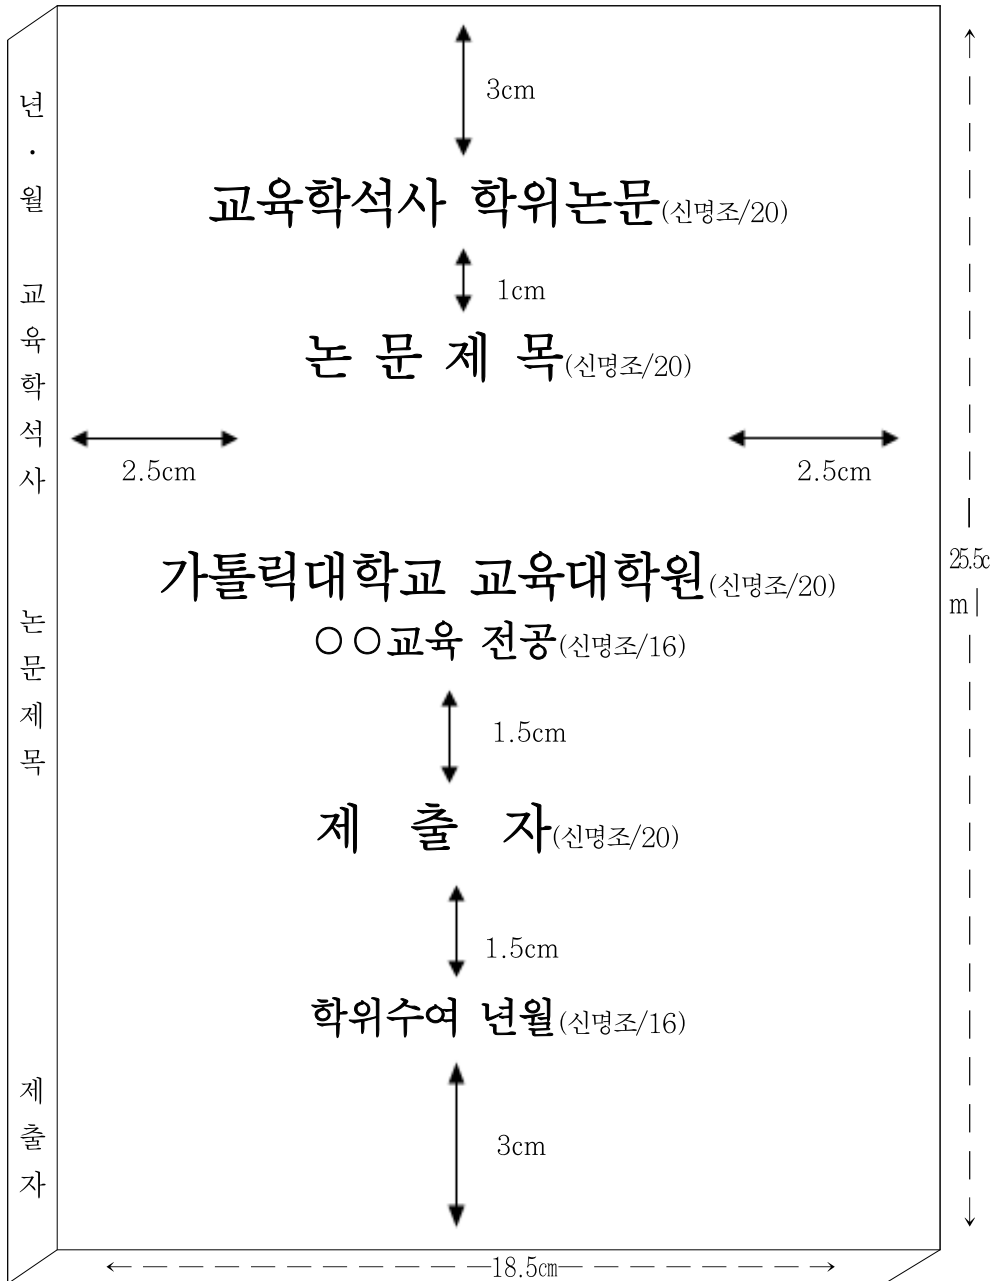 3cm
교육학석사 학위논문(신명조/20)
1cm
논 문 제 목(신명조/20)
2.5cm
2.5cm
가톨릭대학교 교육대학원(신명조/20)
○○교육 전공(신명조/16)
1.5cm
제 출 자(신명조/20)
1.5cm
학위수여 년월(신명조/16)
3cm
년·월 교육학석사 논문제목 제출자
25.5c
m
18.5cm